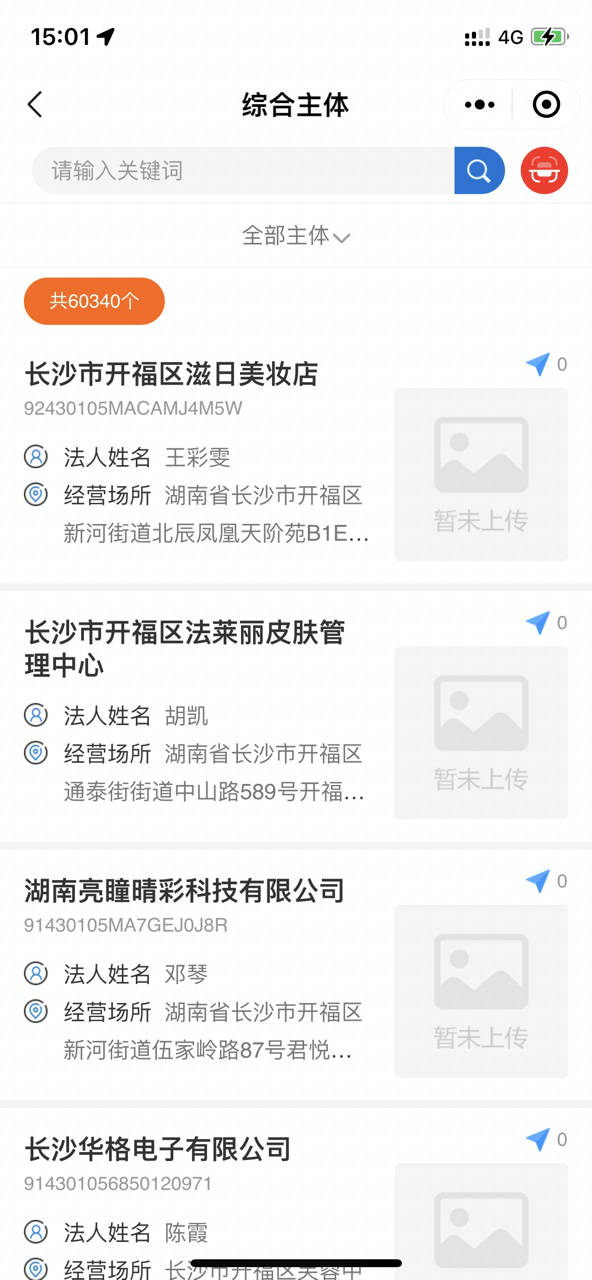 15:01
4G
综合主体
请输入关键词
全部主体
共60340个
长沙市开福区滋日美妆店
0
92430105MACAMJ4M5W
法人姓名 王彩雯
经营场所 湖南省长沙市开福区
新河街道北辰凤凰天阶苑B1E...
暂未上传
长沙市开福区法莱丽皮肤管
理中心
0
法人姓名 胡凯
经营场所 湖南省长沙市开福区
通泰街街道中山路589号开福...
暂未上传
湖南亮瞳晴彩科技有限公司
0
91430105MA7GEJ0J8R
法人姓名 邓琴
经营场所 湖南省长沙市开福区
新河街道伍家岭路87号君悦...
暂未上传
长沙华格电子有限公司
0
914301056850120971
法人姓名 陈霞
经营场所 长沙市开福区芙蓉中